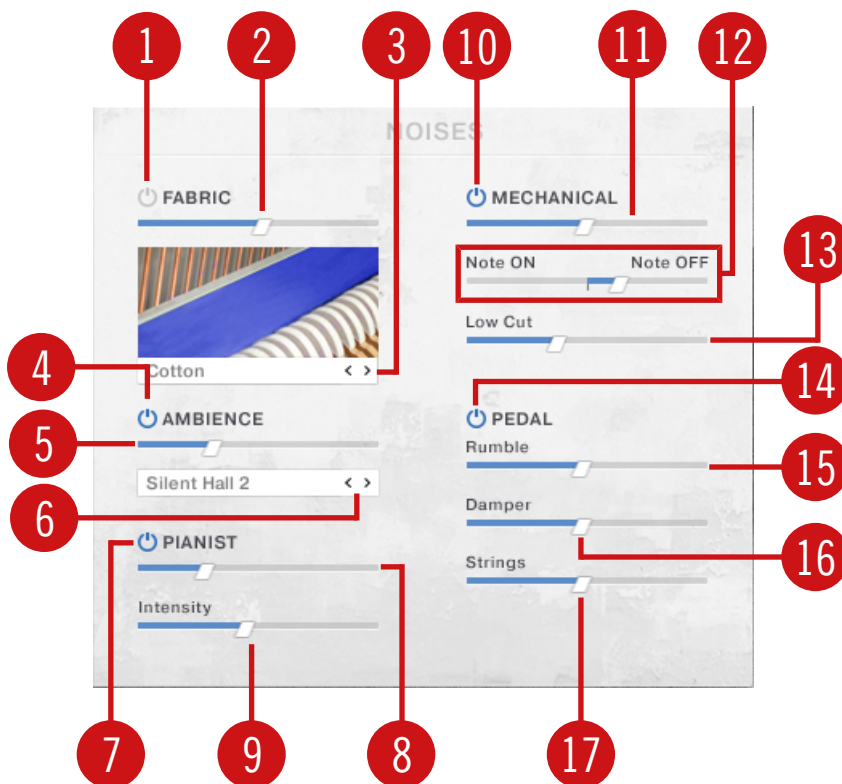 1 2 3 10 11 12
NOISES
FABRIC
MECHANICAL
Note ON Note OFF
13
Low Cut
4
Cotton < >
14
AMBIENCE
PEDAL
5
Rumble
15
Silent Hall 2 < >
6
Damper
PIANIST
16
Strings
Intensity
7 9 8 17